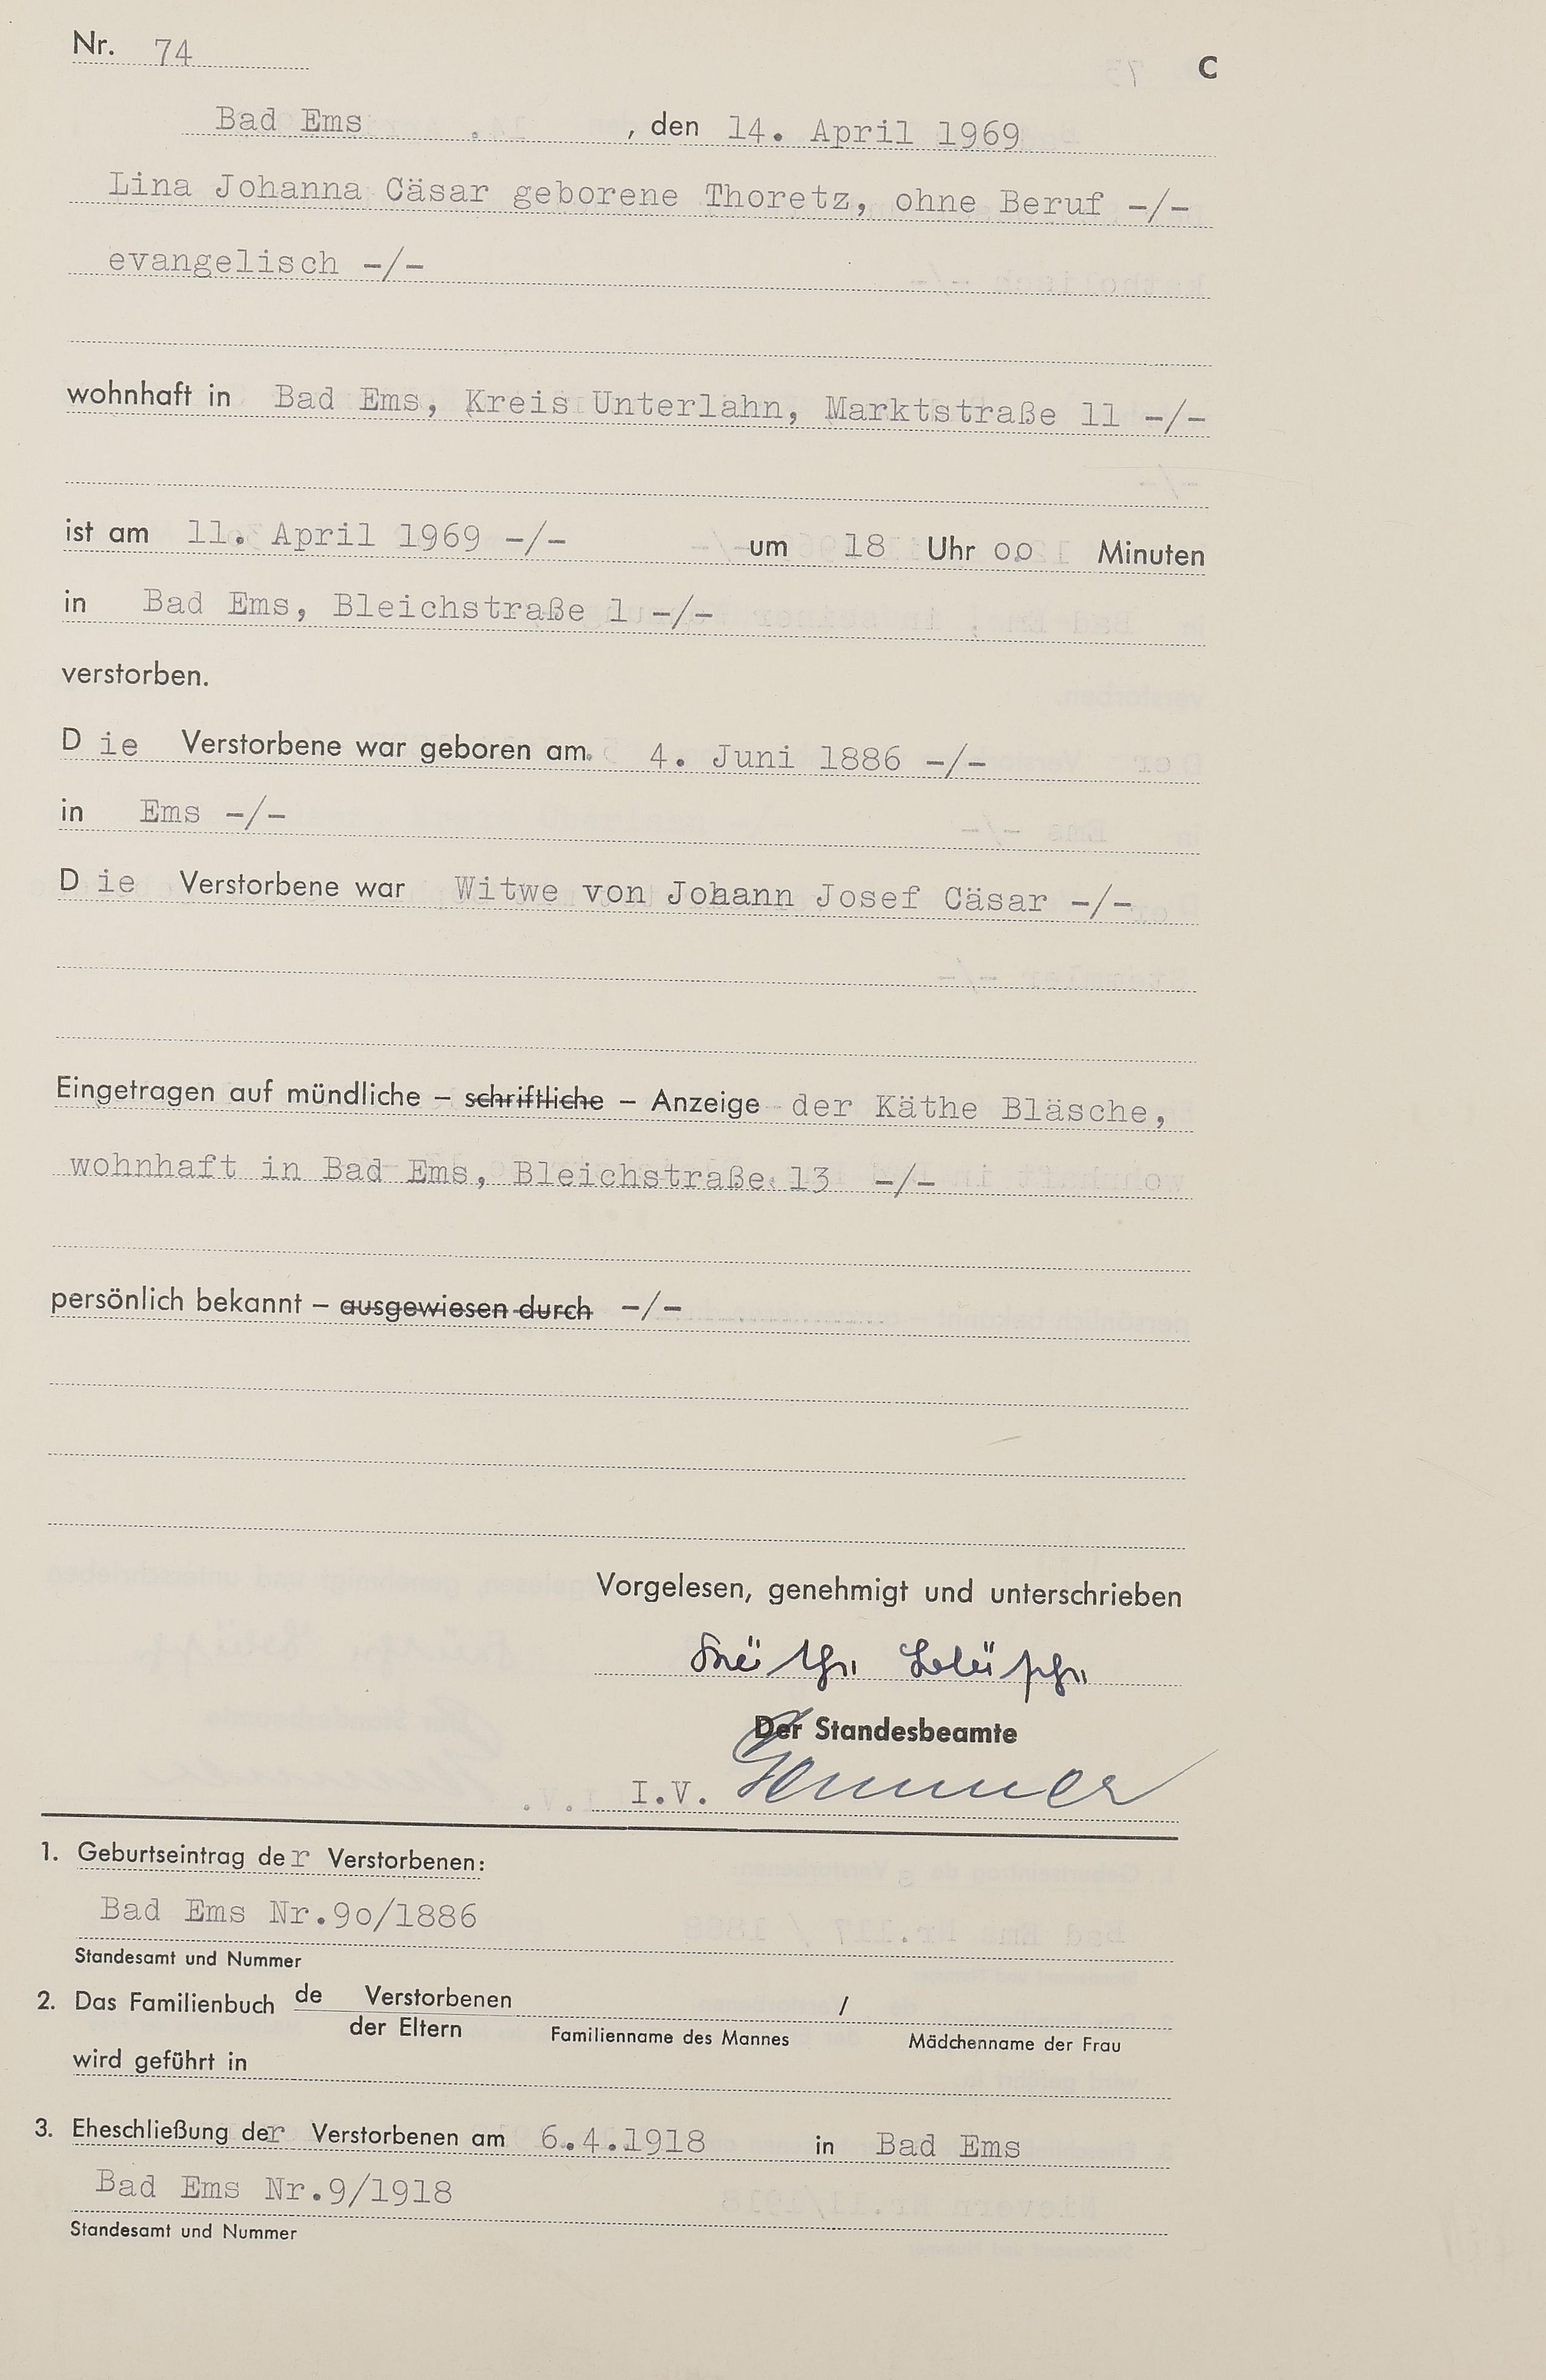 Nr. 74
C
Bad Ems , den 14. April 1969
Lina Johanna Cäsar geborene Thoretz, ohne Beruf -/-
evangelisch -/-
wohnhaft in Bad Ems, Kreis Unterlahn, Marktstraße 11 -/-
ist am 11. April 1969 -/- um 18 Uhr oo Minuten
in Bad Ems, Bleichstraße 1 -/-
verstorben.
D ie Verstorbene war geboren am 4. Juni 1886 -/-
in Ems -/-
D ie Verstorbene war Witwe von Johann Josef Cäsar -/-
Eingetragen auf mündliche – schriftliche – Anzeige der Käthe Bläsche,
wohnhaft in Bad Ems, Bleichstraße 13 -/-
persönlich bekannt – ausgewiesen durch -/-
Vorgelesen, genehmigt und unterschrieben
Käthe Bläsche
Der Standesbeamte
I.V.
1. Geburtseintrag der Verstorbenen:
Bad Ems Nr.9o/1886
Standesamt und Nummer
2. Das Familienbuch de Verstorbenen /
der Eltern Familienname des Mannes Mädchenname der Frau
wird geführt in
3. Eheschließung der Verstorbenen am 6.4.1918 in Bad Ems
Bad Ems Nr.9/1918
Standesamt und Nummer